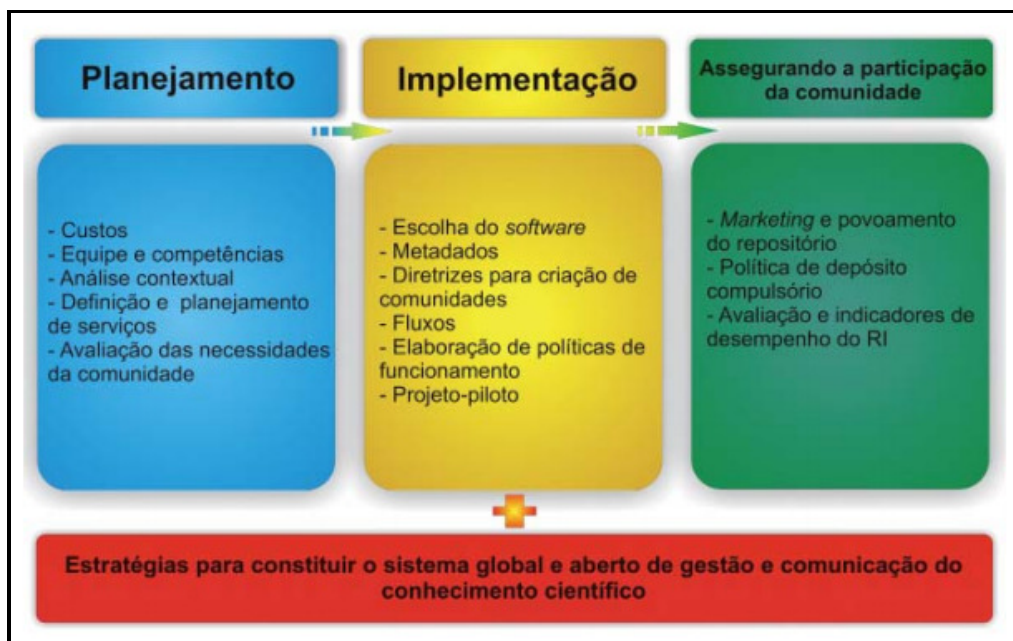 Planejamento
Implementação
Assegurando a participação
da comunidade
- Custos
- Equipe e competências
- Análise contextual
- Definição e planejamento
de serviços
- Avaliação das necessidades
da comunidade
- Escolha do software
- Metadados
- Diretrizes para criação de
comunidades
- Fluxos
- Elaboração de políticas de
funcionamento
- Projeto-piloto
- Marketing e povoamento
do repositório
- Política de depósito
compulsório
- Avaliação e indicadores de
desempenho do RI
Estratégias para constituir o sistema global e aberto de gestão e comunicação do
conhecimento científico